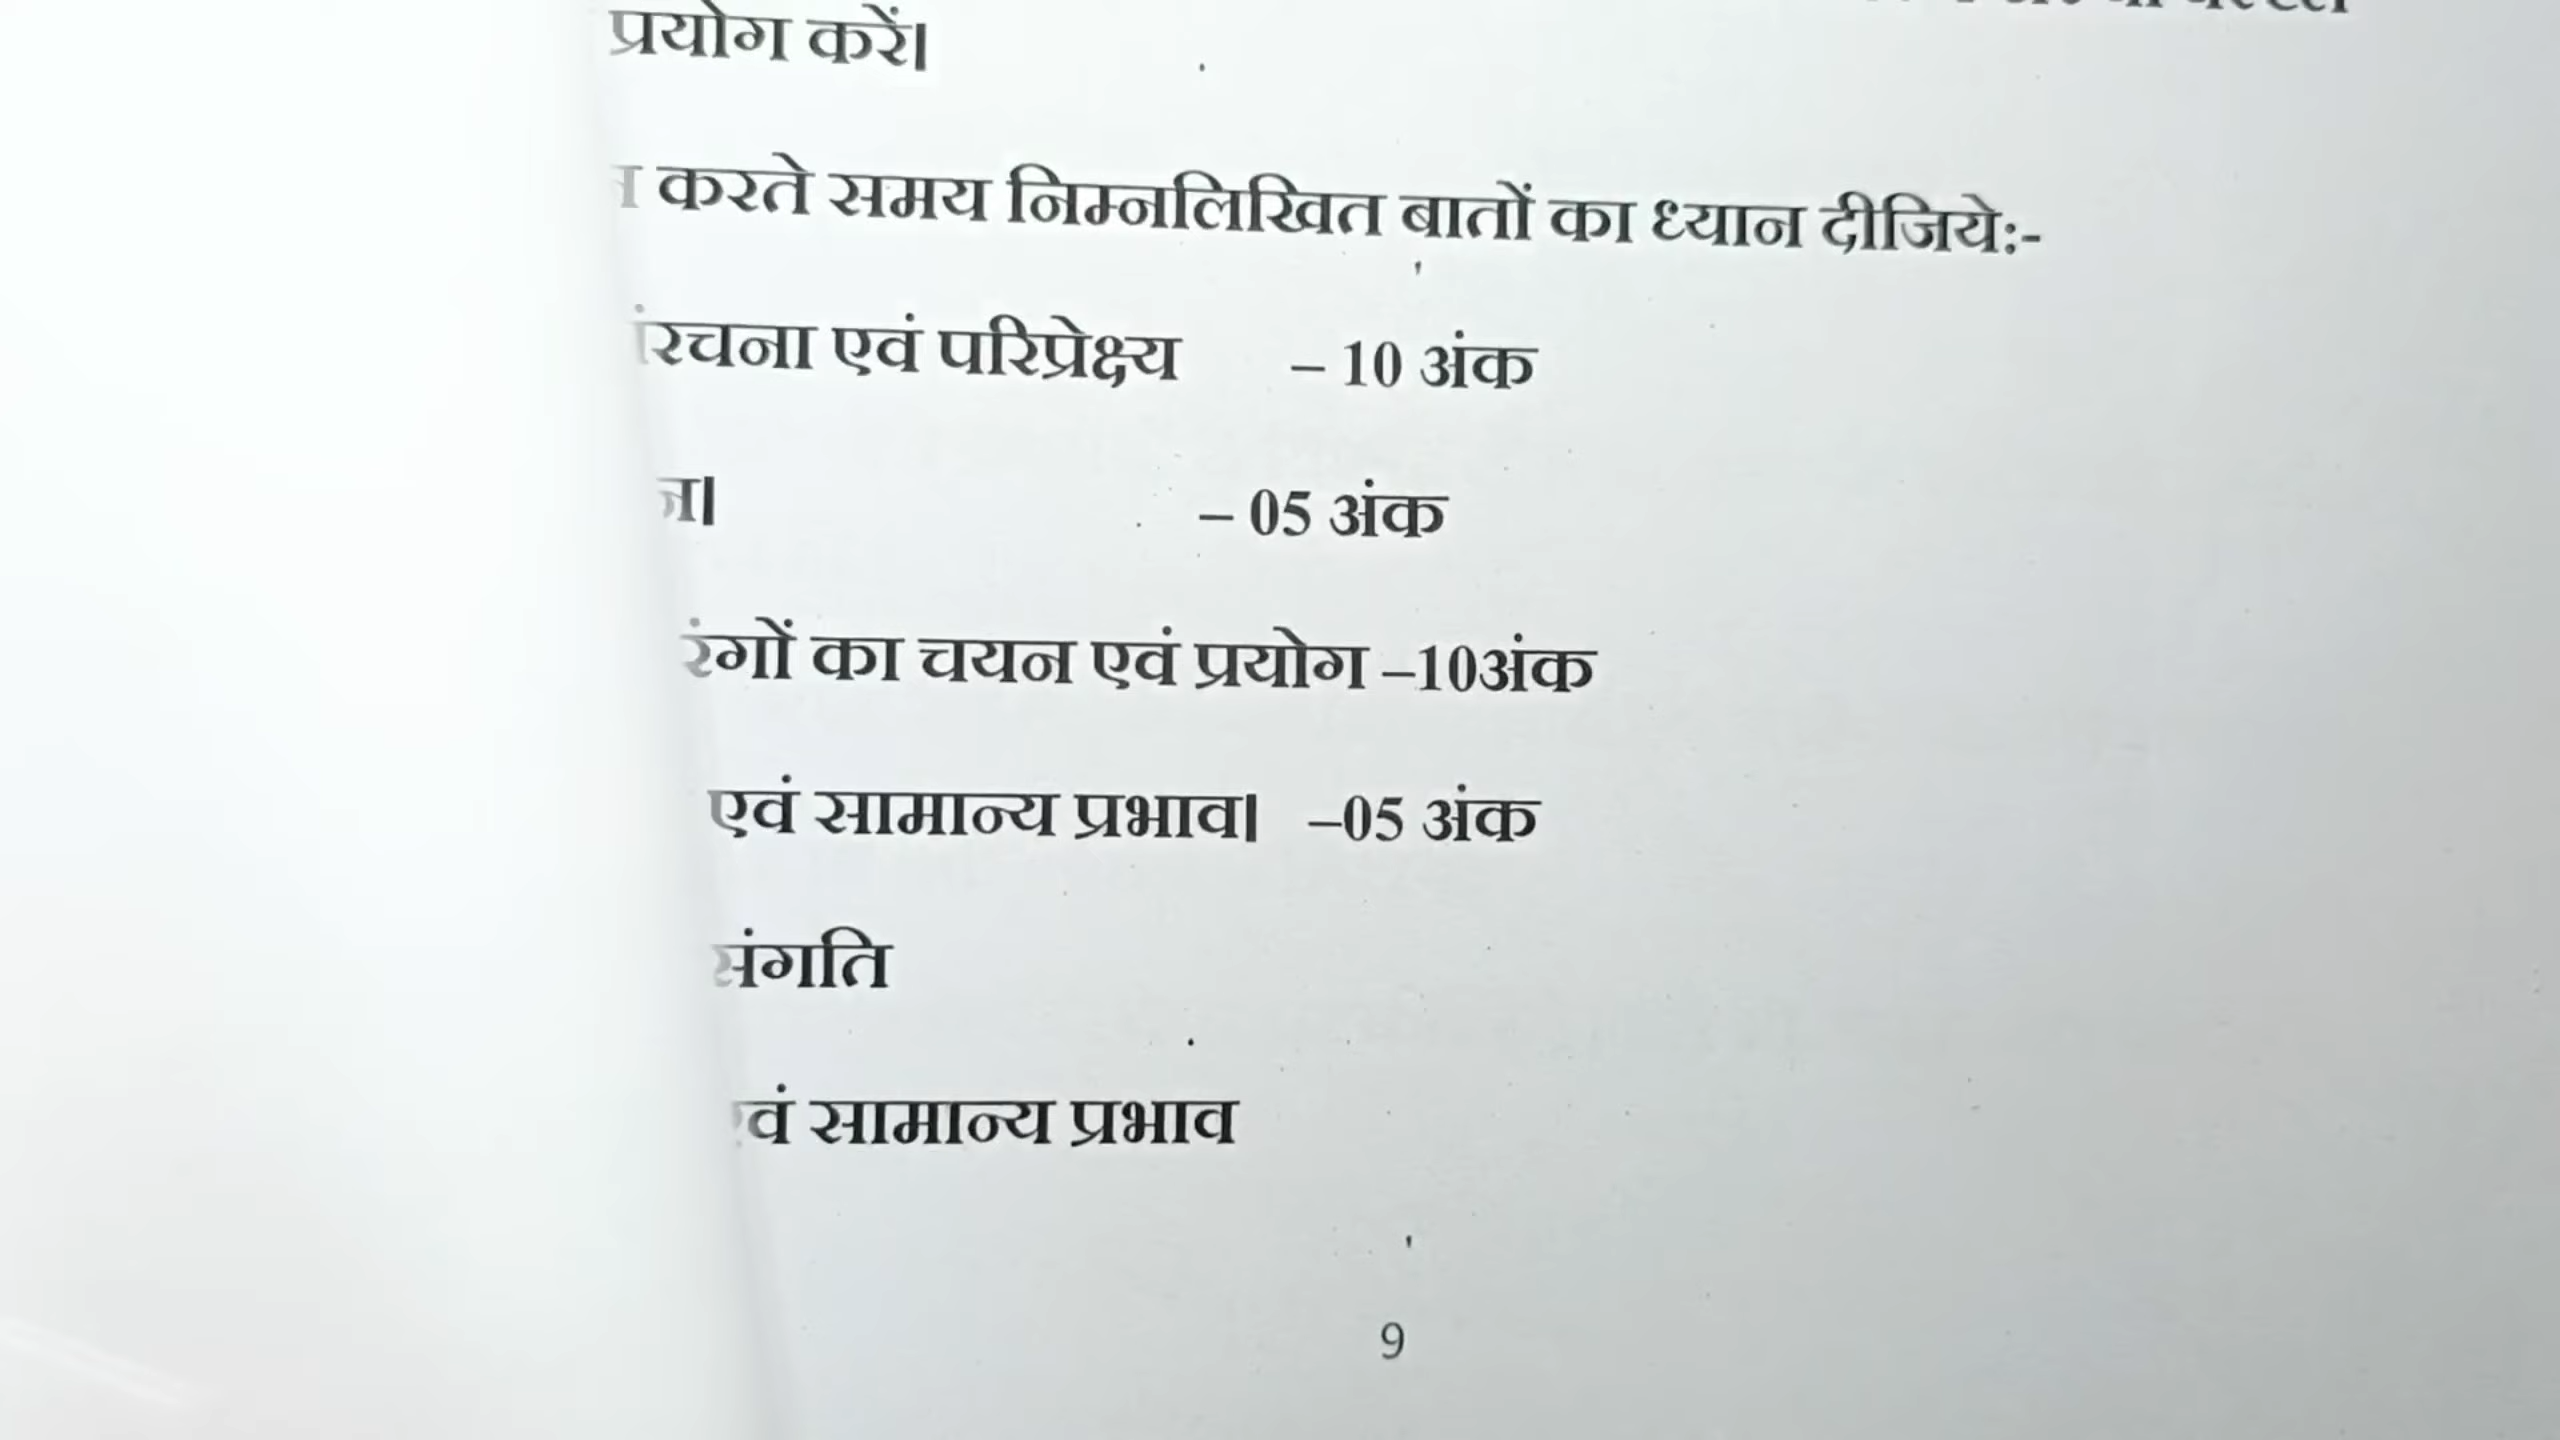 प्रयोग करें।
करते समय निम्नलिखित बातों का ध्यान दीजिये:-
एवं परिप्रेक्ष्य – 10 अंक
– 05 अंक
रंगों का चयन एवं प्रयोग –10अंक
एवं सामान्य प्रभाव। –05 अंक
संगति
सामान्य प्रभाव
9